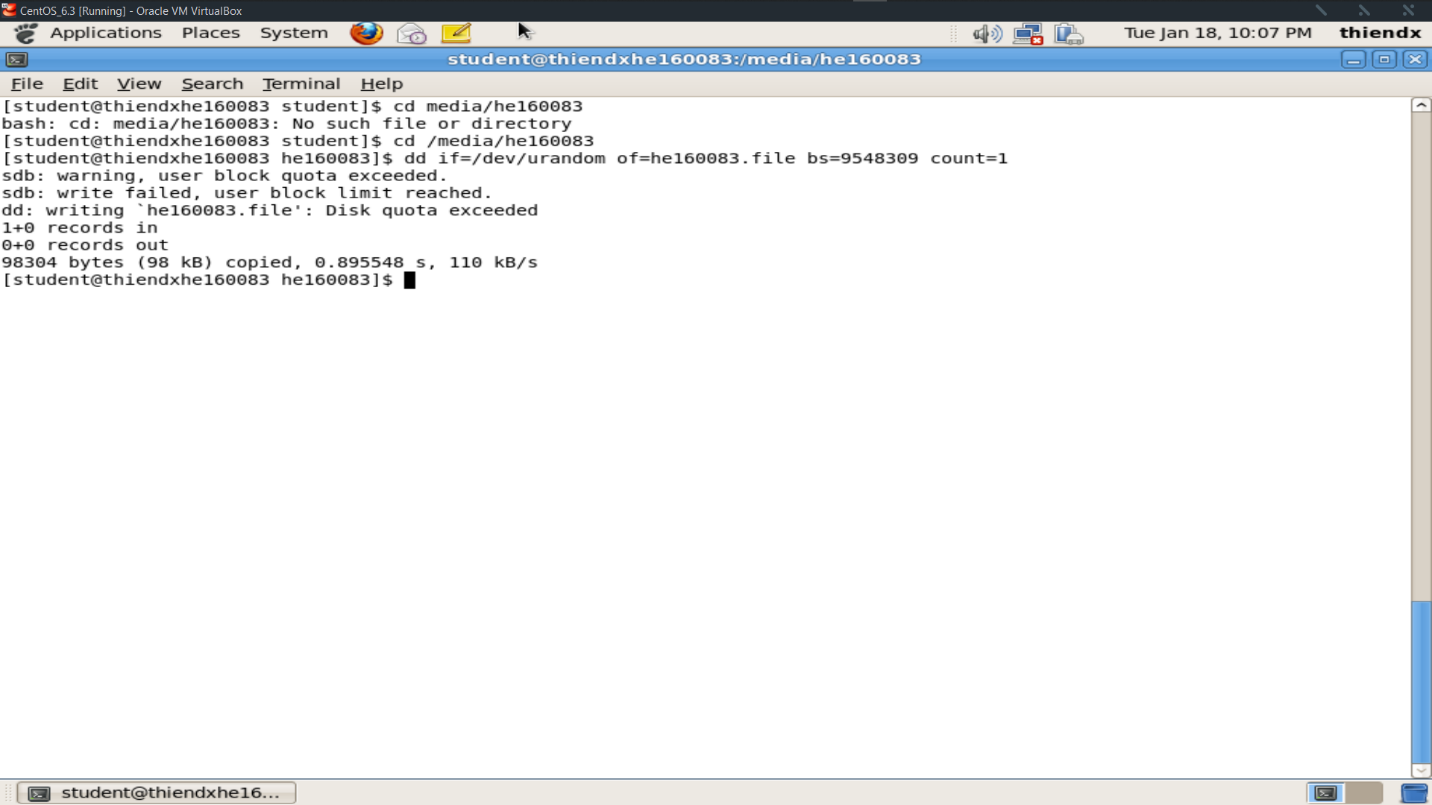 CentOS_6.3 [Running] - Oracle VM VirtualBox
Applications Places System Tue Jan 18, 10:07 PM thiendx
student@thiendxhe160083:/media/he160083
File Edit View Search Terminal Help
[student@thiendxhe160083 student]$ cd media/he160083
bash: cd: media/he160083: No such file or directory
[student@thiendxhe160083 student]$ cd /media/he160083
[student@thiendxhe160083 he160083]$ dd if=/dev/urandom of=he160083.file bs=9548309 count=1
sdb: warning, user block quota exceeded.
sdb: write failed, user block limit reached.
dd: writing `he160083.file': Disk quota exceeded
1+0 records in
0+0 records out
98304 bytes (98 kB) copied, 0.895548 s, 110 kB/s
[student@thiendxhe160083 he160083]$
student@thiendxhe16...